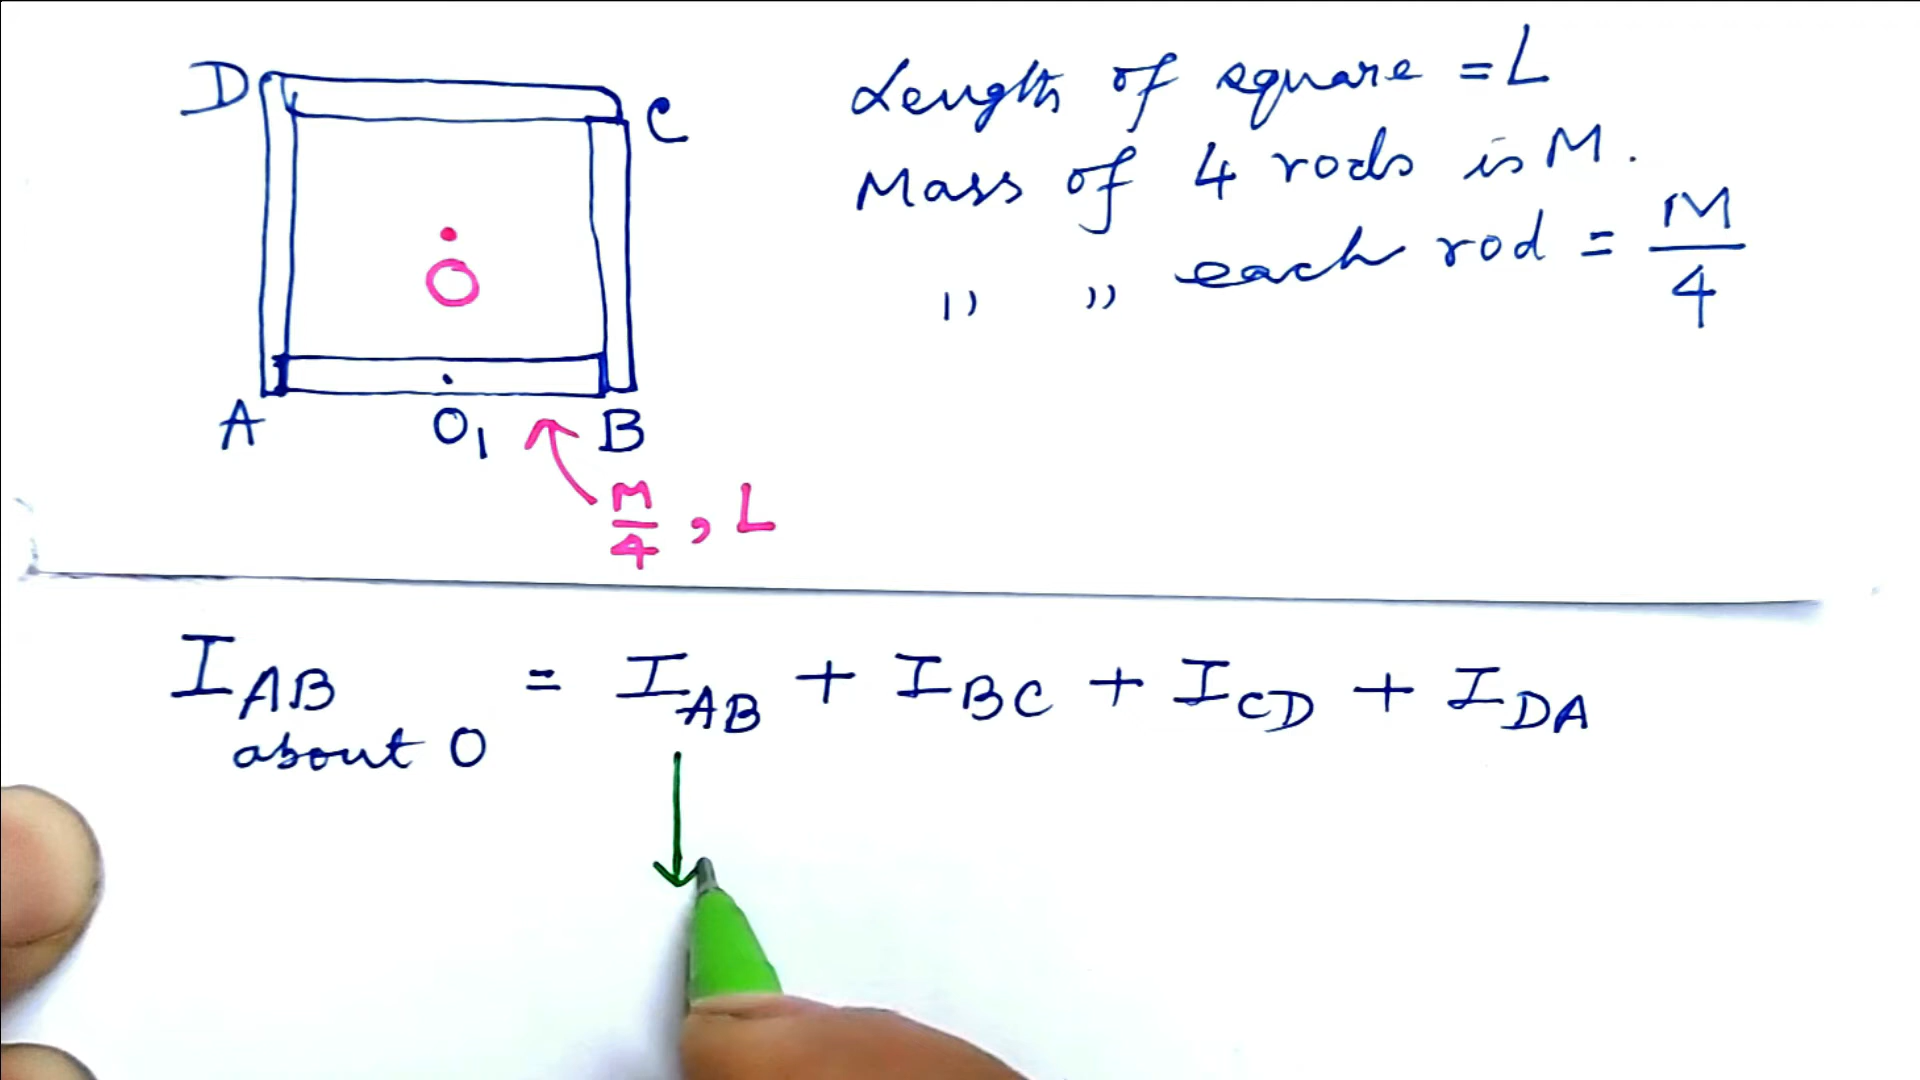 D
C
O
A O₁ B
M/4 , L
Length of square = L
Mass of 4 rods is M.
" " each rod = M/4
I_AB about O = I_AB + I_BC + I_CD + I_DA